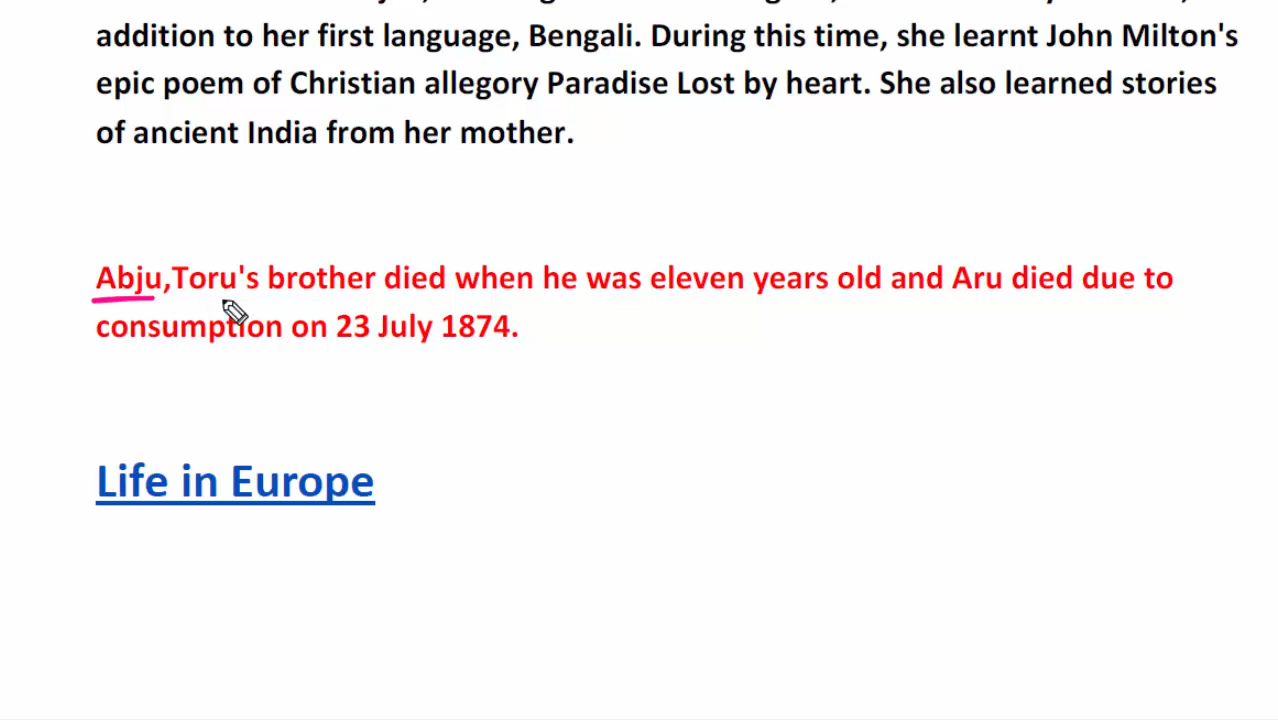 addition to her first language, Bengali. During this time, she learnt John Milton's
epic poem of Christian allegory Paradise Lost by heart. She also learned stories
of ancient India from her mother.
Abju,Toru's brother died when he was eleven years old and Aru died due to
consumption on 23 July 1874.
Life in Europe